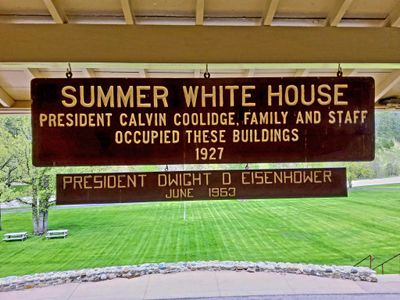 SUMMER WHITE HOUSE
PRESIDENT CALVIN COOLIDGE, FAMILY AND STAFF
OCCUPIED THESE BUILDINGS
1927
PRESIDENT DWIGHT D EISENHOWER
JUNE 1953